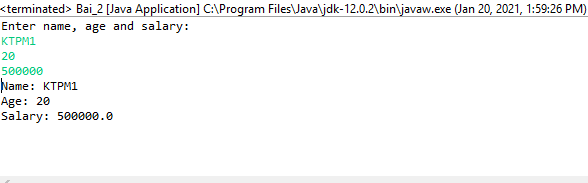 <terminated> Bai_2 [Java Application] C:\Program Files\Java\jdk-12.0.2\bin\javaw.exe (Jan 20, 2021, 1:59:26 PM)
Enter name, age and salary:
KTPM1
20
500000
Name: KTPM1
Age: 20
Salary: 500000.0